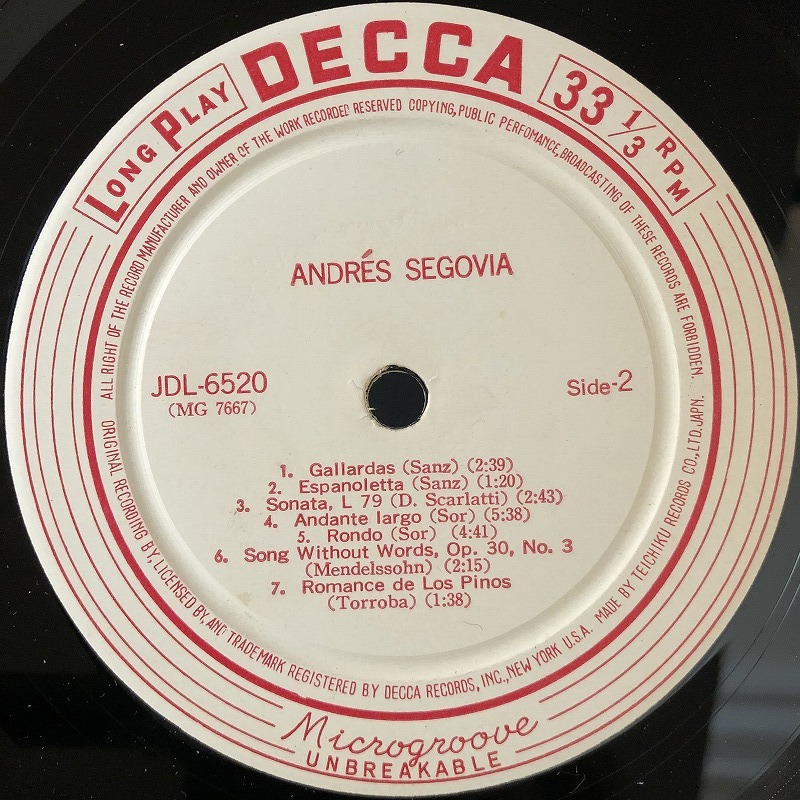 DECCA
LONG PLAY
33 1/3 RPM
ALL RIGHT OF THE RECORD MANUFACTURER AND OWNER OF THE WORK RECORDED RESERVED COPYING, PUBLIC PERFOMANCE, BROADCASTING OF THESE RECORDS ARE FORBIDDEN.
ANDRÉS SEGOVIA
JDL-6520
(MG 7667)
Side-2
1. Gallardas (Sanz) (2:39)
2. Espanoletta (Sanz) (1:20)
3. Sonata, L 79 (D. Scarlatti) (2:43)
4. Andante largo (Sor) (5:38)
5. Rondo (Sor) (4:41)
6. Song Without Words, Op. 30, No. 3
(Mendelssohn) (2:15)
7. Romance de Los Pinos
(Torroba) (1:38)
ORIGINAL RECORDING BY, LICENSED BY, AND TRADEMARK REGISTERED BY DECCA RECORDS, INC., NEW YORK U.S.A. MADE BY TEICHIKU RECORDS CO., LTD. JAPN.
Microgroove
UNBREAKABLE